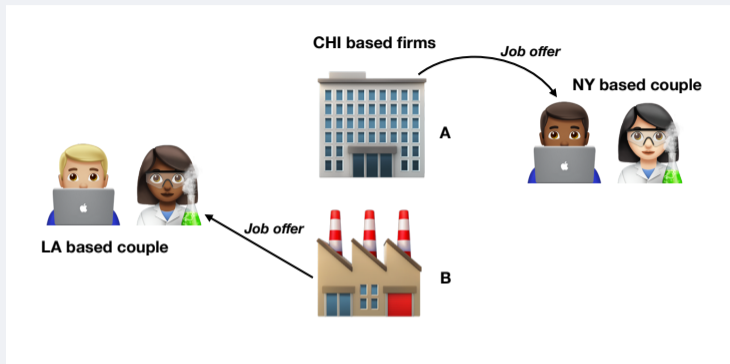 CHI based firms
Job offer
NY based couple
A
LA based couple
Job offer
B